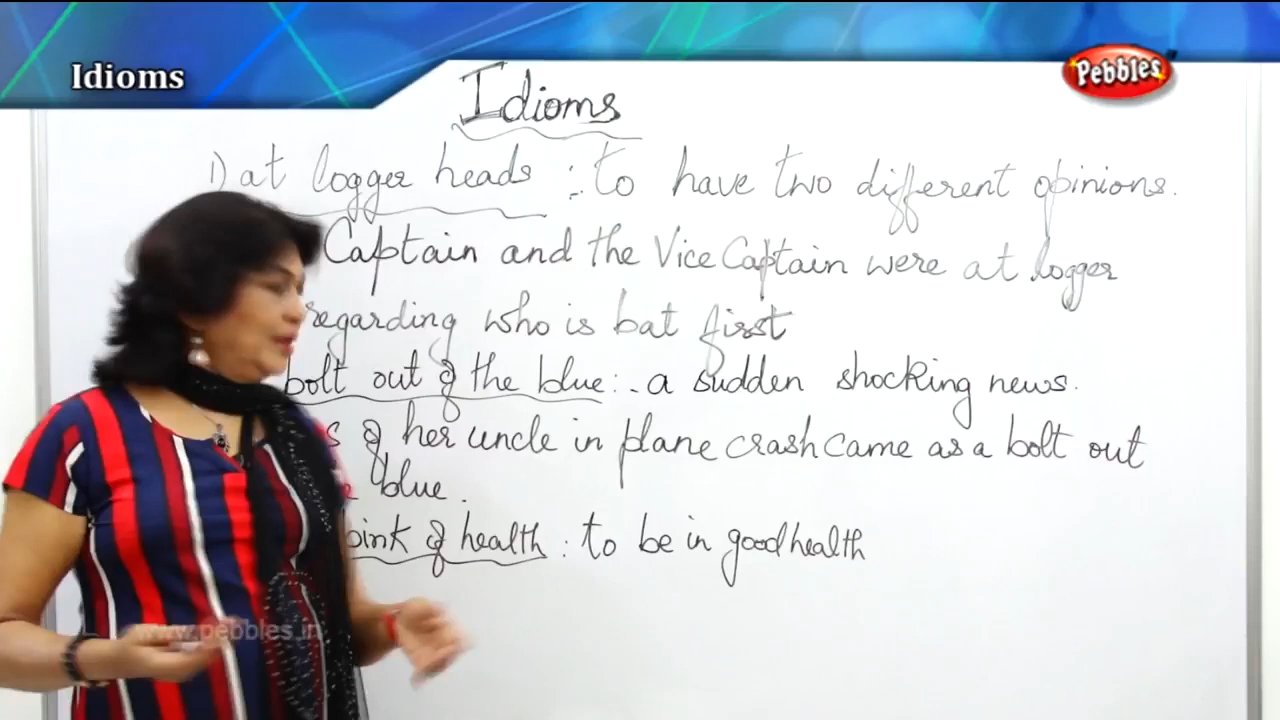 Idioms
Pebbles
Idioms
1) at logger heads :- to have two different opinions.
Captain and the Vice Captain were at logger
regarding who is bat first
bolt out of the blue :- a sudden shocking news.
of her uncle in plane crash came as a bolt out
blue.
pink of health : to be in good health
www.pebbles.in